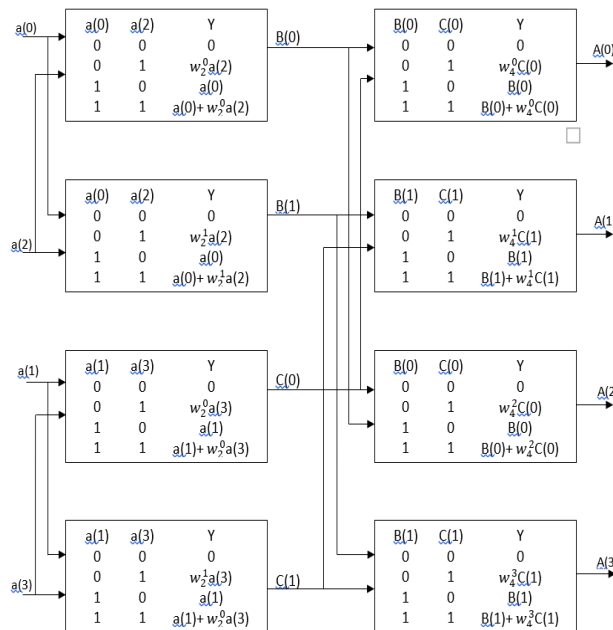 a(0)
a(0) a(2) Y
0 0 0
0 1 w₂⁰a(2)
1 0 a(0)
1 1 a(0)+ w₂⁰a(2)
B(0)
B(0) C(0) Y
0 0 0
0 1 w₄⁰C(0)
1 0 B(0)
1 1 B(0)+ w₄⁰C(0)
A(0)
a(2)
a(0) a(2) Y
0 0 0
0 1 w₂¹a(2)
1 0 a(0)
1 1 a(0)+ w₂¹a(2)
B(1)
B(1) C(1) Y
0 0 0
0 1 w₄¹C(1)
1 0 B(1)
1 1 B(1)+ w₄¹C(1)
A(1
a(1)
a(1) a(3) Y
0 0 0
0 1 w₂⁰a(3)
1 0 a(1)
1 1 a(1)+ w₂⁰a(3)
C(0)
B(0) C(0) Y
0 0 0
0 1 w₄²C(0)
1 0 B(0)
1 1 B(0)+ w₄²C(0)
A(2
a(3)
a(1) a(3) Y
0 0 0
0 1 w₂¹a(3)
1 0 a(1)
1 1 a(1)+ w₂⁰a(3)
C(1)
B(1) C(1) Y
0 0 0
0 1 w₄³C(1)
1 0 B(1)
1 1 B(1)+ w₄³C(1)
A(3